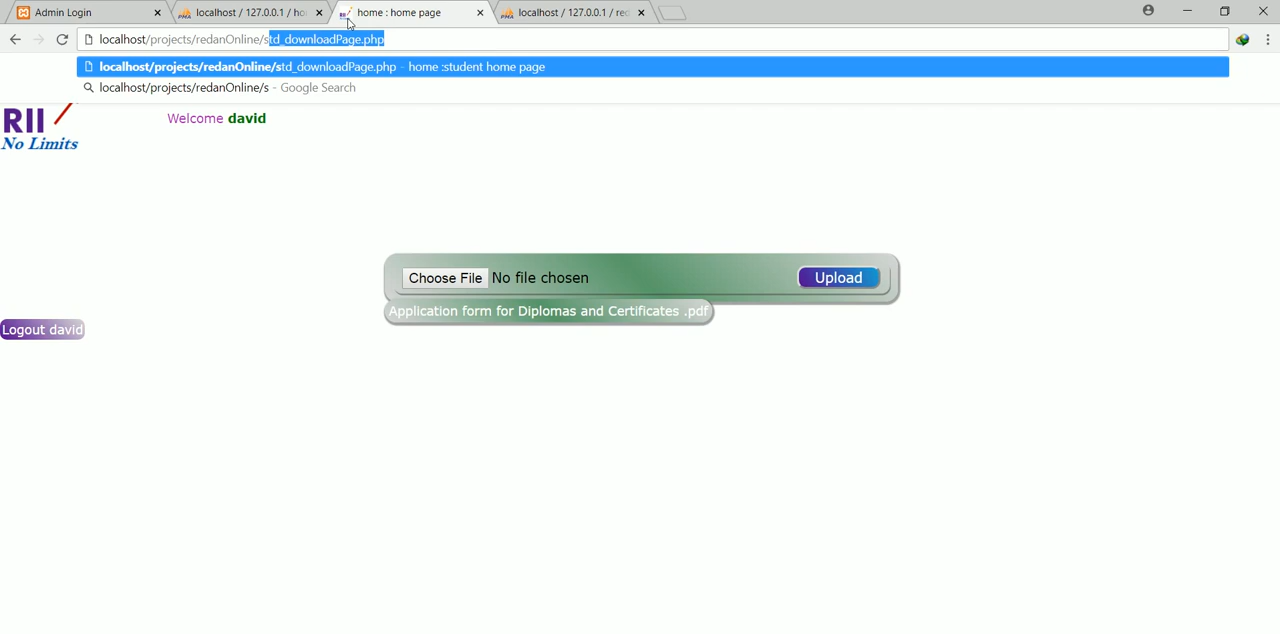 Admin Login
localhost / 127.0.0.1 / ho
home : home page
localhost / 127.0.0.1 / red
localhost/projects/redanOnline/std_downloadPage.php
localhost/projects/redanOnline/std_downloadPage.php - home :student home page
localhost/projects/redanOnline/s - Google Search
RII
No Limits
Welcome david
Choose File No file chosen Upload
Application form for Diplomas and Certificates .pdf
Logout david